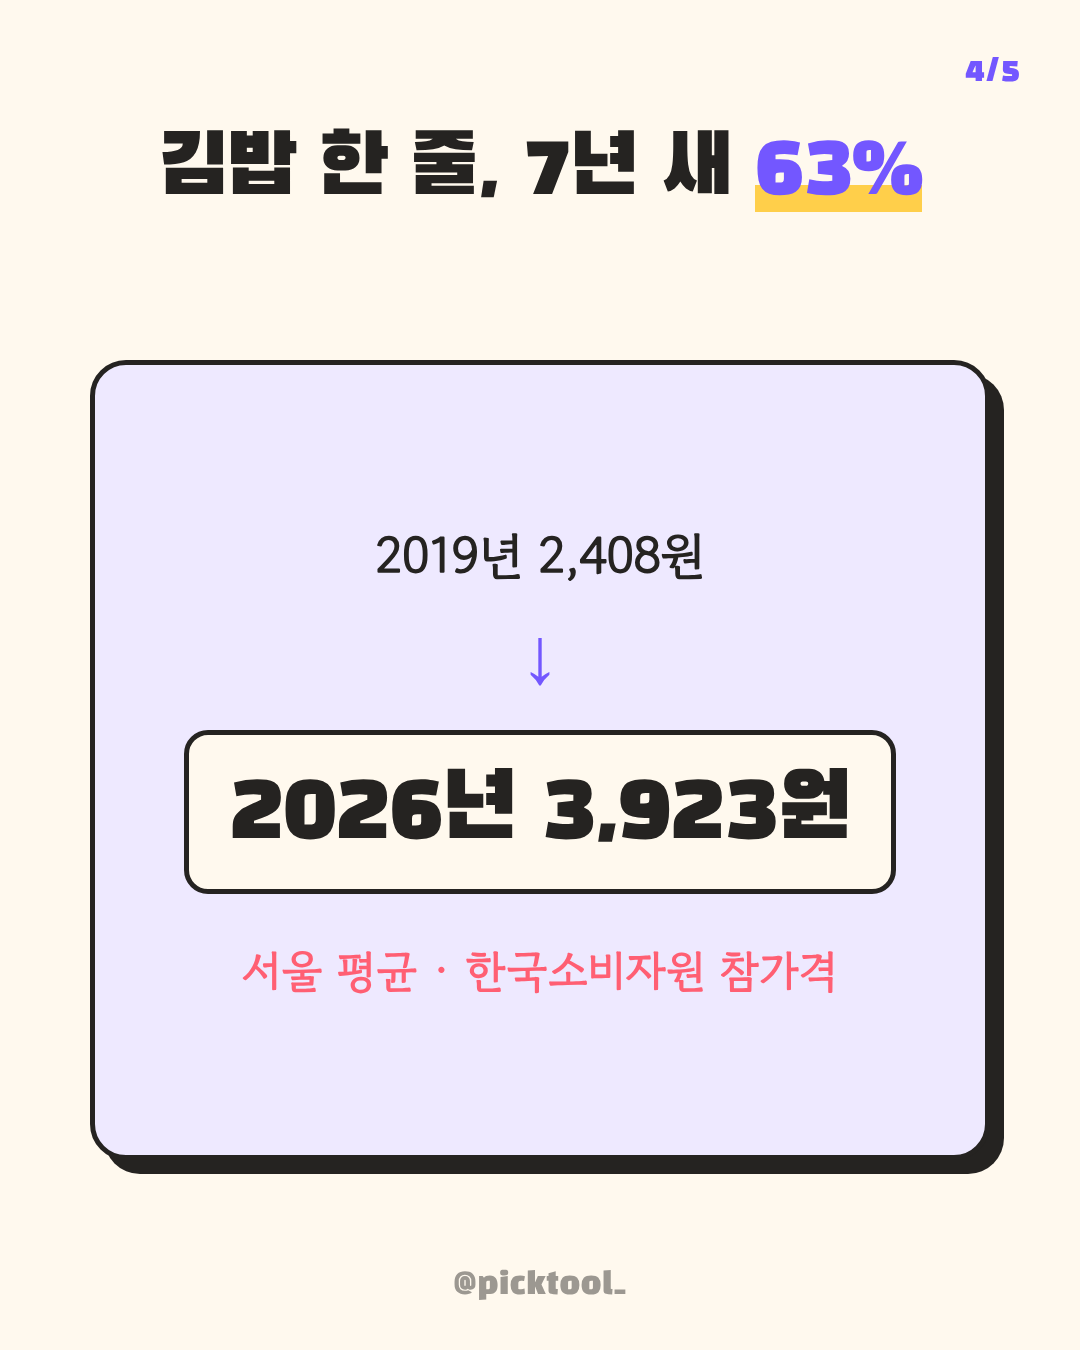 4/5
김밥 한 줄, 7년 새 63%
2019년 2,408원
↓
2026년 3,923원
서울 평균 · 한국소비자원 참가격
@picktool_